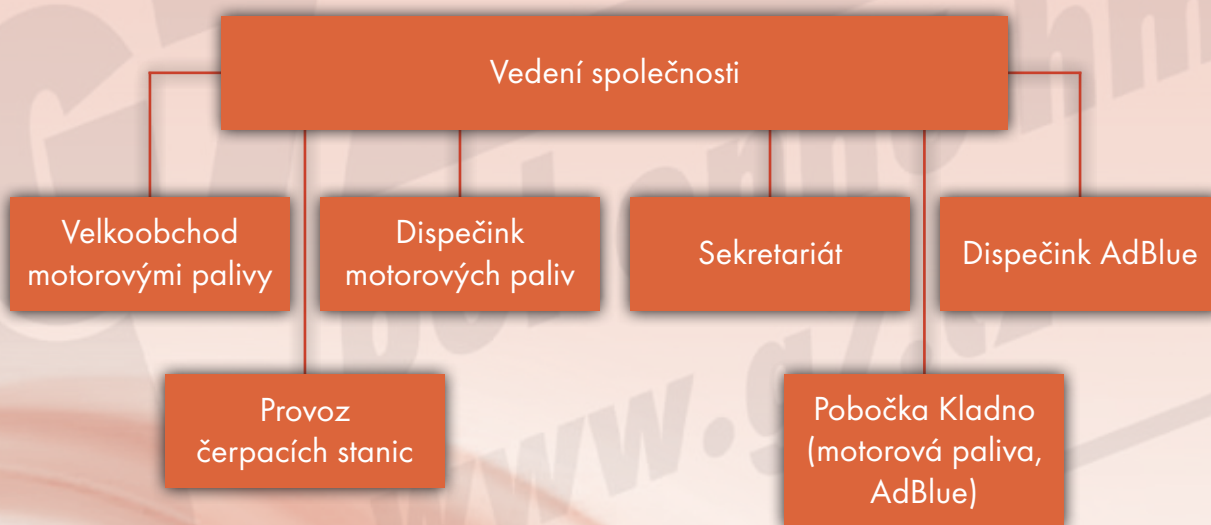 Vedení společnosti
Velkoobchod
motorovými palivy
Dispečink
motorových paliv
Sekretariát
Dispečink AdBlue
Provoz
čerpacích stanic
Pobočka Kladno
(motorová paliva,
AdBlue)